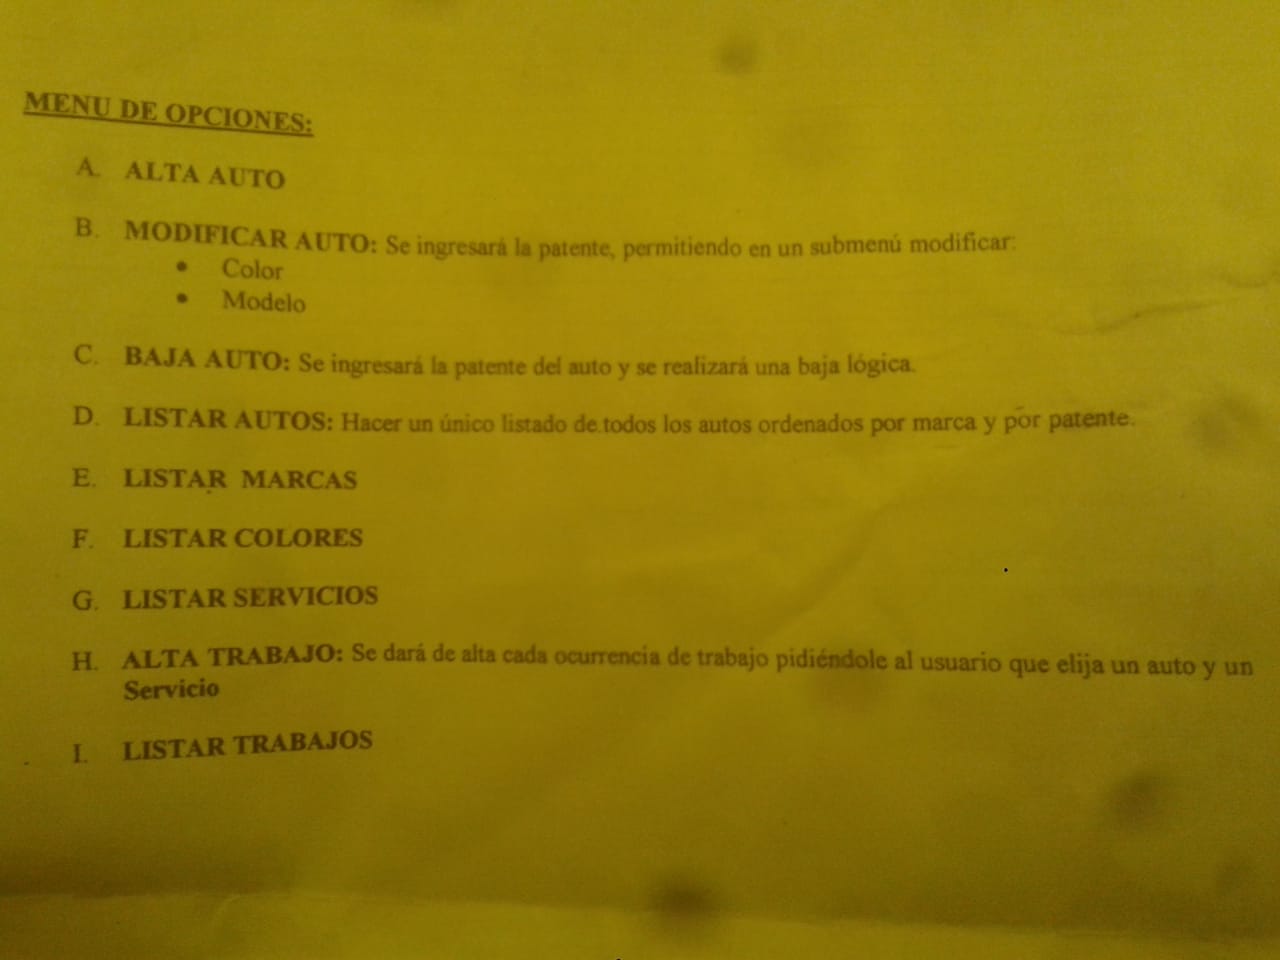 MENU DE OPCIONES:
A. ALTA AUTO
B. MODIFICAR AUTO: Se ingresará la patente, permitiendo en un submenú modificar:
• Color
• Modelo
C. BAJA AUTO: Se ingresará la patente del auto y se realizará una baja lógica.
D. LISTAR AUTOS: Hacer un único listado de todos los autos ordenados por marca y por patente.
E. LISTAR MARCAS
F. LISTAR COLORES
G. LISTAR SERVICIOS
H. ALTA TRABAJO: Se dará de alta cada ocurrencia de trabajo pidiéndole al usuario que elija un auto y un
Servicio
I. LISTAR TRABAJOS